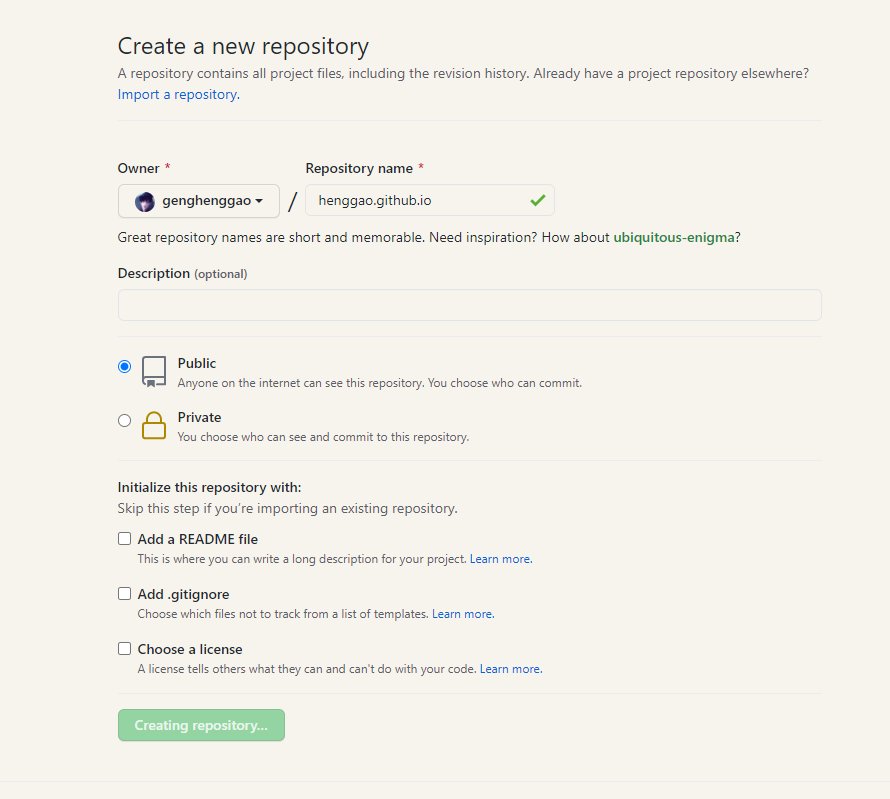 Create a new repository
A repository contains all project files, including the revision history. Already have a project repository elsewhere?
Import a repository.
Owner * Repository name *
genghenggao / henggao.github.io
Great repository names are short and memorable. Need inspiration? How about ubiquitous-enigma?
Description (optional)
Public
Anyone on the internet can see this repository. You choose who can commit.
Private
You choose who can see and commit to this repository.
Initialize this repository with:
Skip this step if you're importing an existing repository.
Add a README file
This is where you can write a long description for your project. Learn more.
Add .gitignore
Choose which files not to track from a list of templates. Learn more.
Choose a license
A license tells others what they can and can't do with your code. Learn more.
Creating repository...